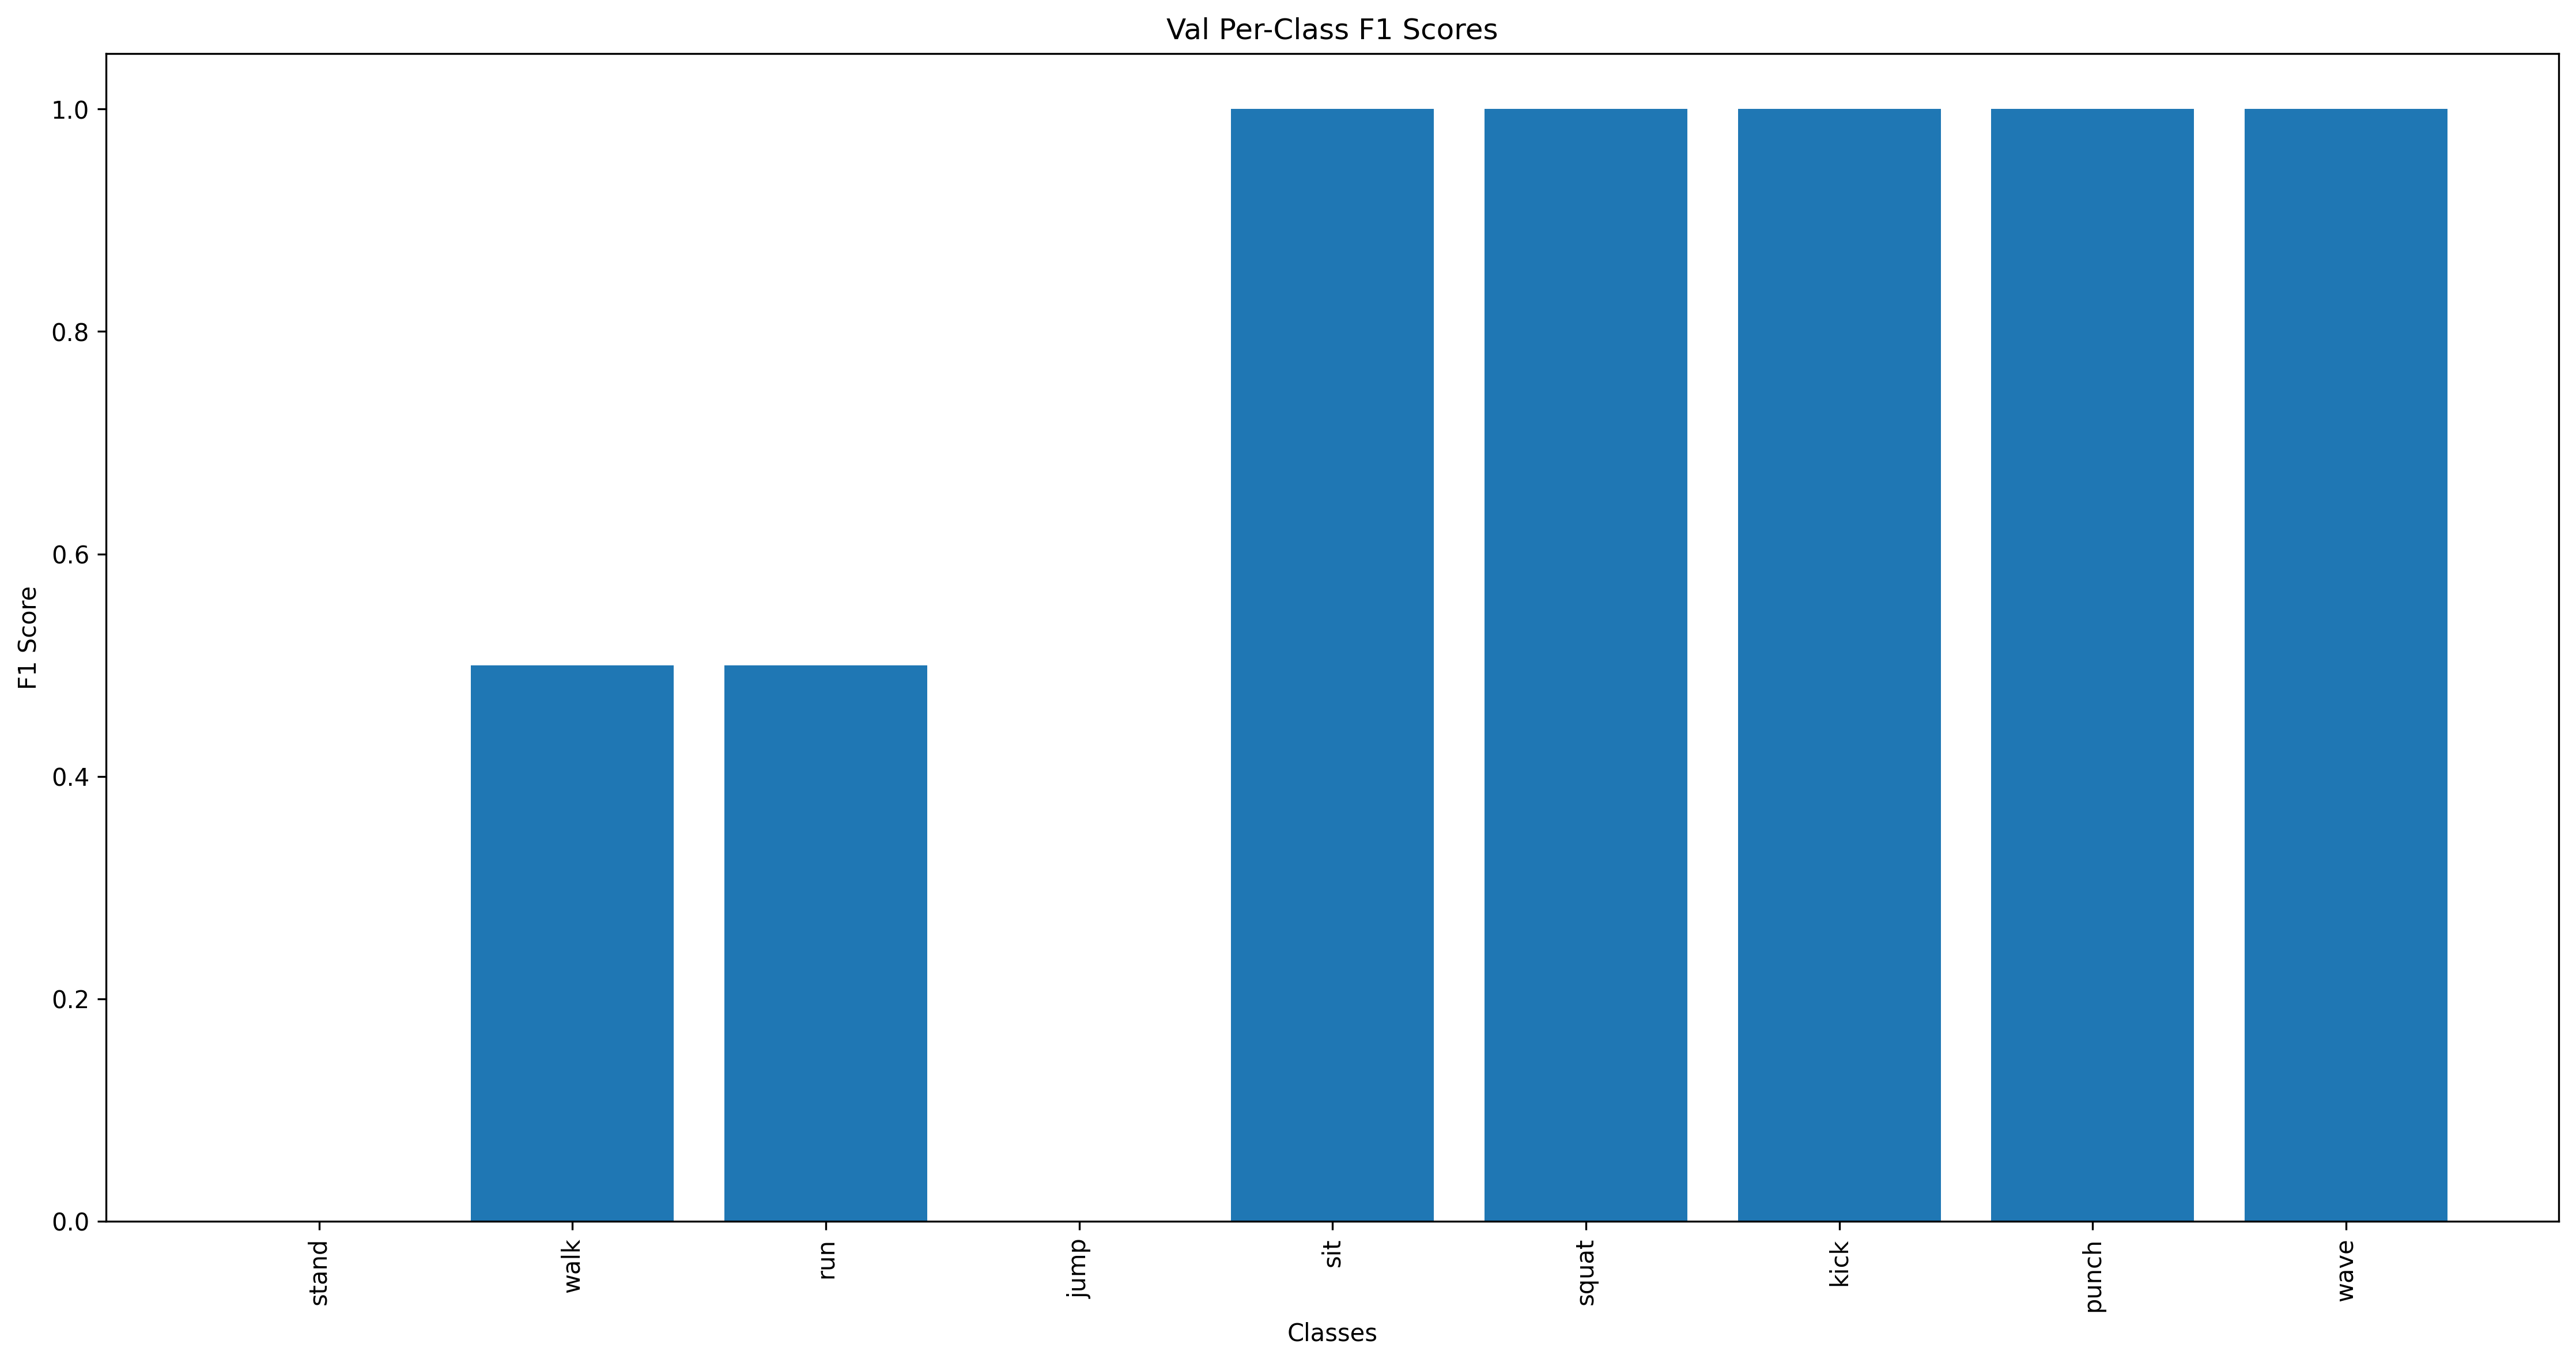 Val Per-Class F1 Scores
1.0
0.8
0.6
0.4
0.2
0.0
F1 Score
stand
walk
run
jump
sit
squat
kick
punch
wave
Classes